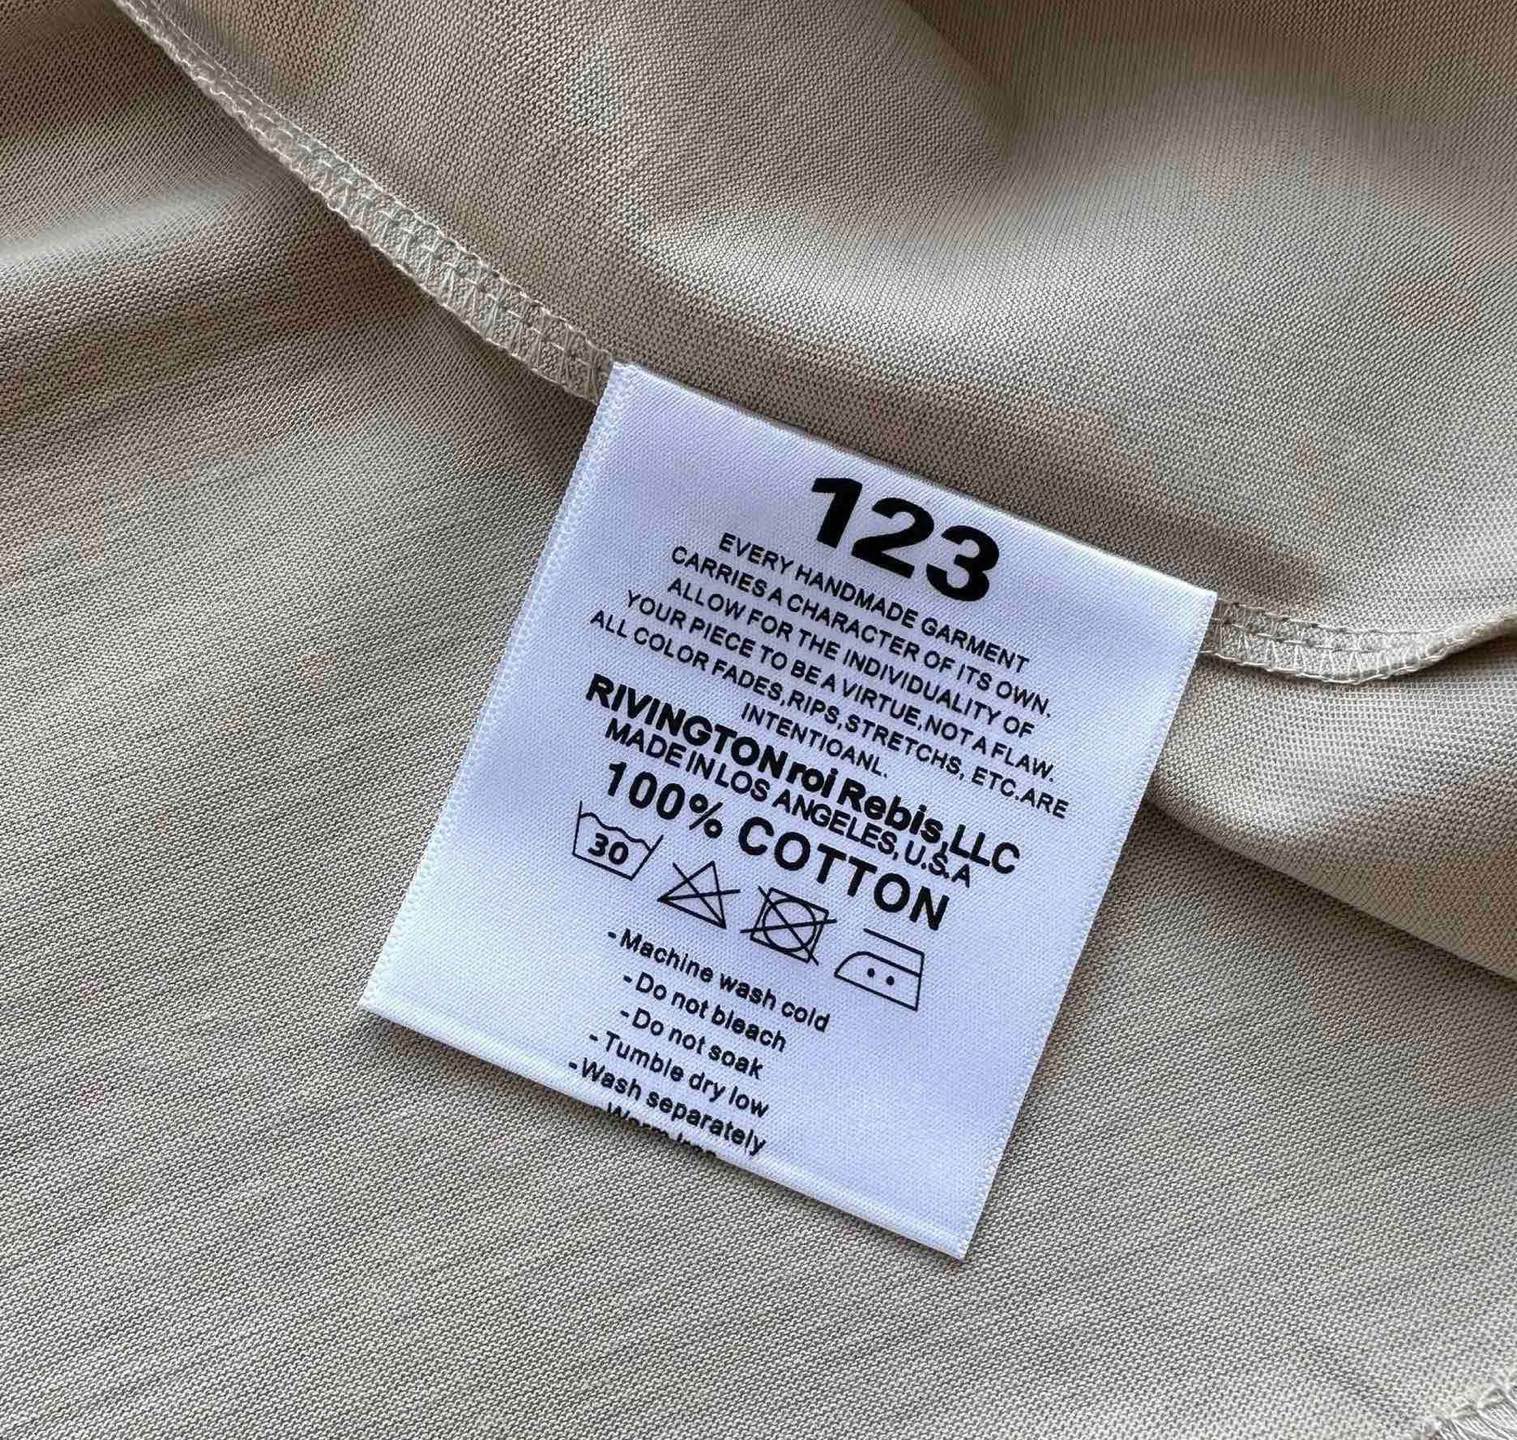 123
EVERY HANDMADE GARMENT
CARRIES A CHARACTER OF ITS OWN.
ALLOW FOR THE INDIVIDUALITY OF
YOUR PIECE TO BE A VIRTUE,NOT A FLAW.
ALL COLOR FADES,RIPS,STRETCHS, ETC.ARE
INTENTIOANL.
RIVINGTON roi Rebis,LLC
MADE IN LOS ANGELES,U.S.A
100% COTTON
30
-Machine wash cold
-Do not bleach
-Do not soak
-Tumble dry low
-Wash separately
-Warm Iron